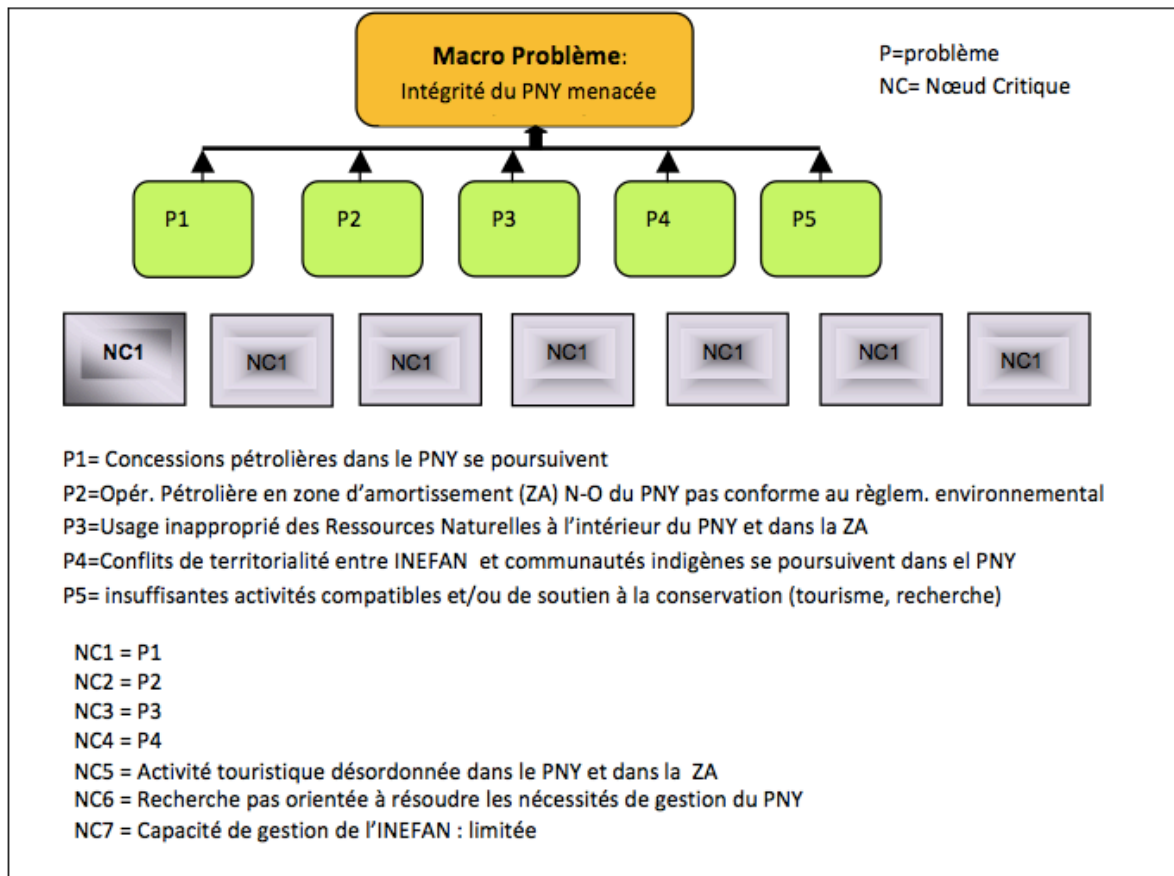 Macro Problème:
Intégrité du PNY menacée
P=problème
NC= Nœud Critique
P1
P2
P3
P4
P5
NC1
NC1
NC1
NC1
NC1
NC1
NC1
P1= Concessions pétrolières dans le PNY se poursuivent
P2=Opér. Pétrolière en zone d’amortissement (ZA) N-O du PNY pas conforme au règlem. environnemental
P3=Usage inapproprié des Ressources Naturelles à l’intérieur du PNY et dans la ZA
P4=Conflits de territorialité entre INEFAN et communautés indigènes se poursuivent dans el PNY
P5= insuffisantes activités compatibles et/ou de soutien à la conservation (tourisme, recherche)
NC1 = P1
NC2 = P2
NC3 = P3
NC4 = P4
NC5 = Activité touristique désordonnée dans le PNY et dans la ZA
NC6 = Recherche pas orientée à résoudre les nécessités de gestion du PNY
NC7 = Capacité de gestion de l’INEFAN : limitée